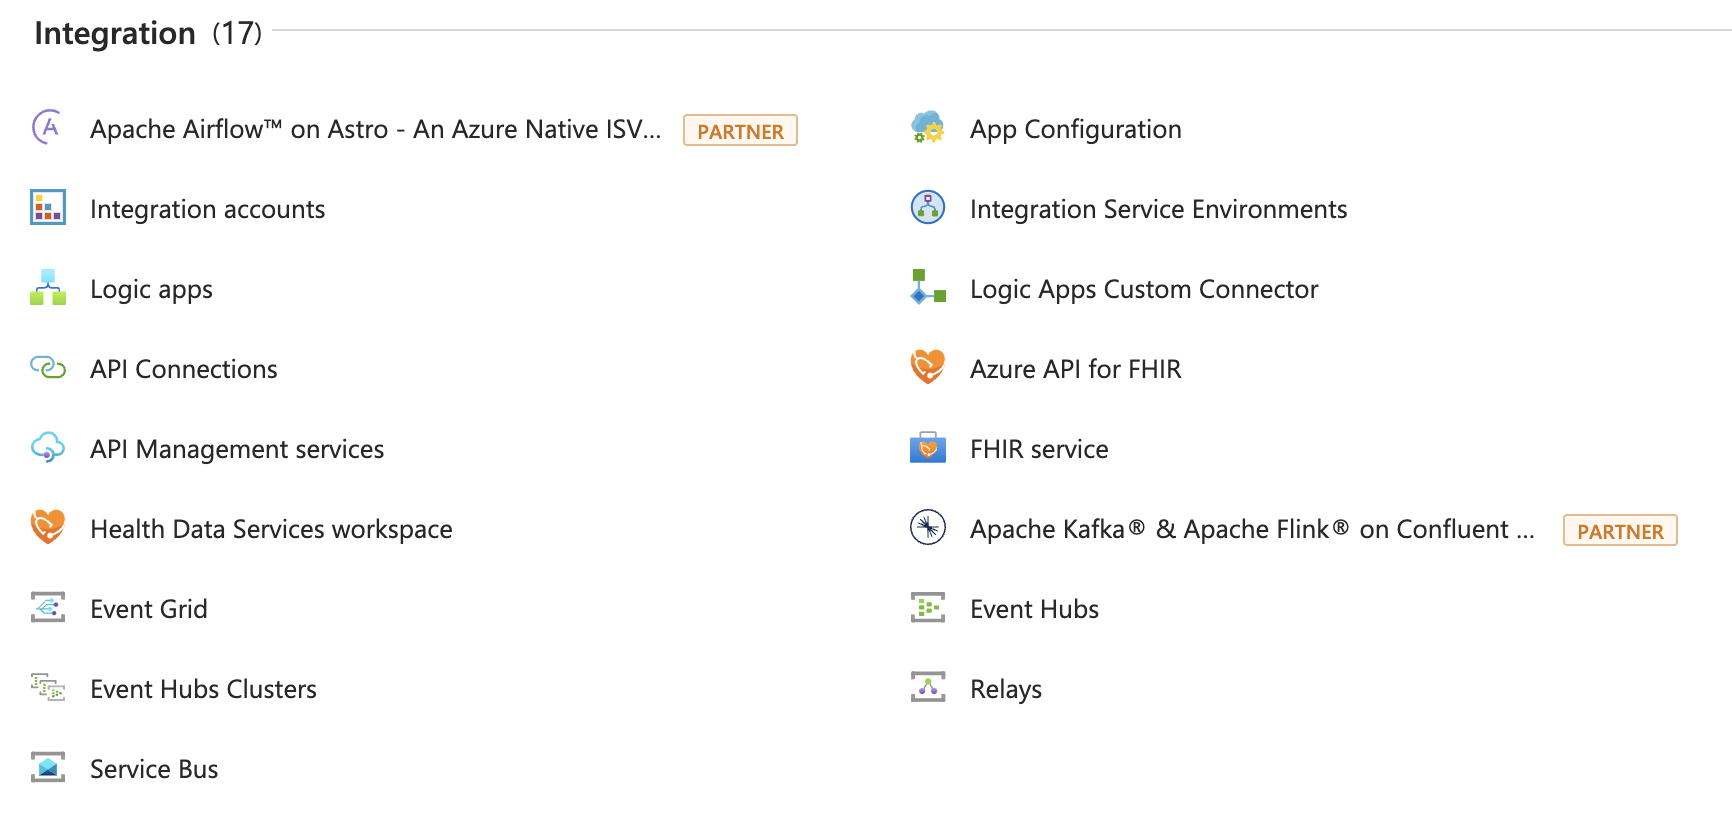 Integration (17)
Apache Airflow™ on Astro - An Azure Native ISV... PARTNER
App Configuration
Integration accounts
Integration Service Environments
Logic apps
Logic Apps Custom Connector
API Connections
Azure API for FHIR
API Management services
FHIR service
Health Data Services workspace
Apache Kafka® & Apache Flink® on Confluent ... PARTNER
Event Grid
Event Hubs
Event Hubs Clusters
Relays
Service Bus